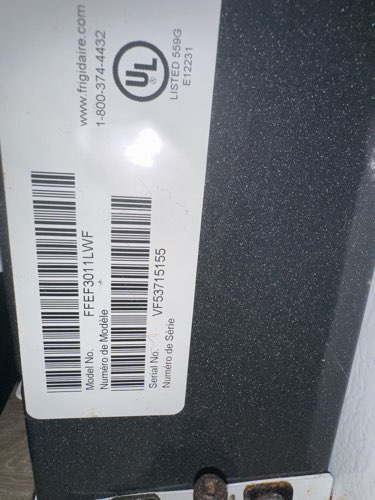 www.frigidaire.com
1-800-374-4432
UL
®
LISTED 559G
E12231
FFEF3011LWF
Model No.
Numéro de Modèle
VF53715155
Serial No.
Numéro de Série